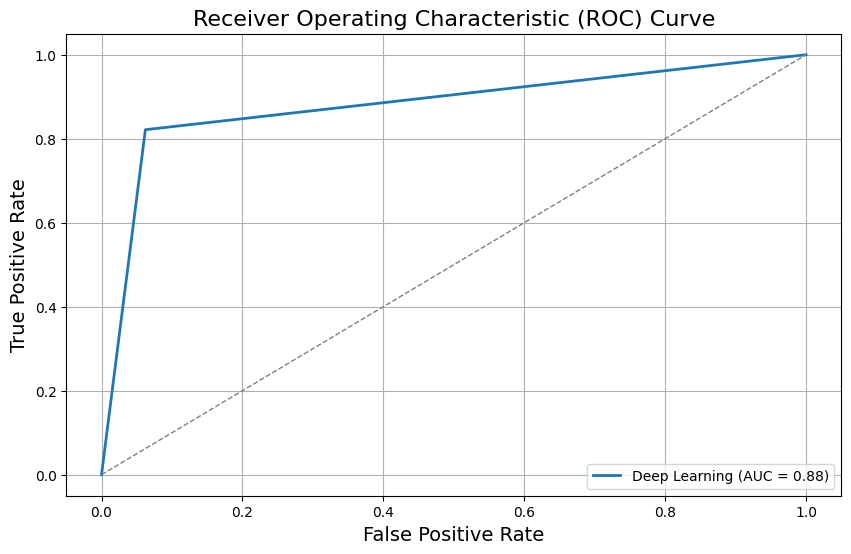 Receiver Operating Characteristic (ROC) Curve
1.0
0.8
0.6
0.4
0.2
0.0
True Positive Rate
Deep Learning (AUC = 0.88)
0.0 0.2 0.4 0.6 0.8 1.0
False Positive Rate